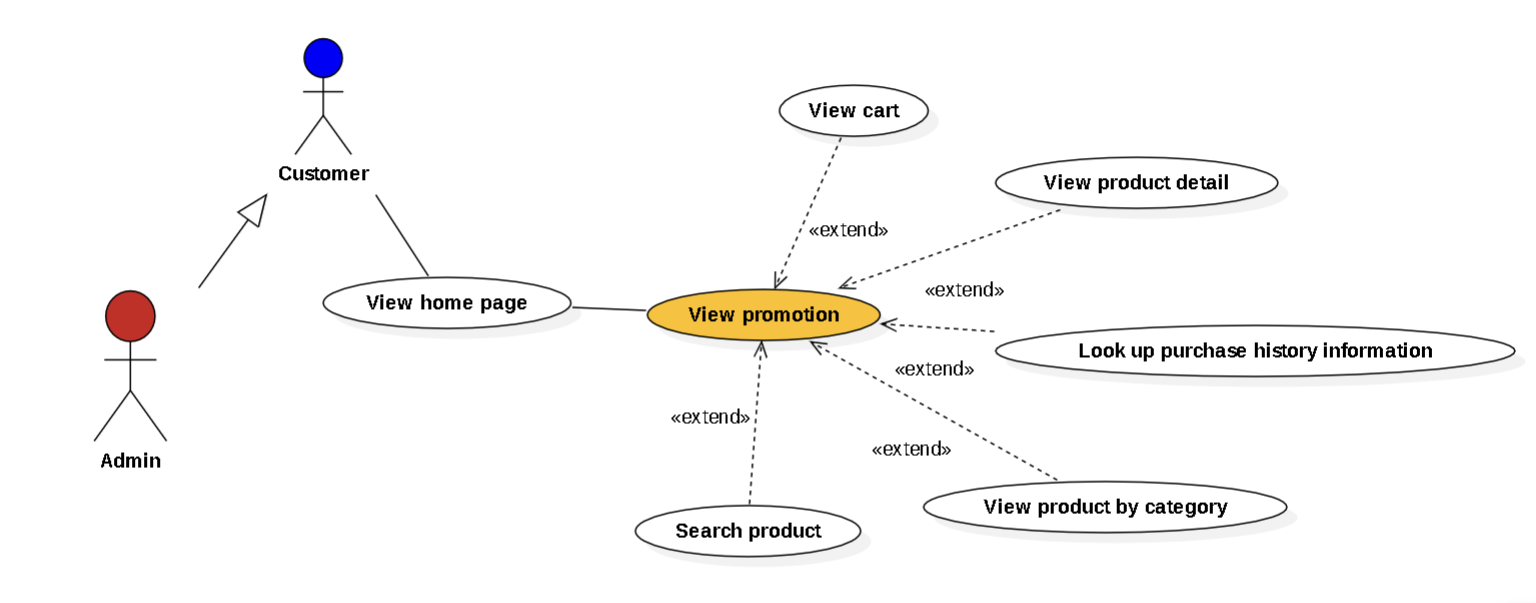 View cart
Customer
View product detail
«extend»
«extend»
View home page
View promotion
Look up purchase history information
«extend»
«extend»
«extend»
Admin
View product by category
Search product